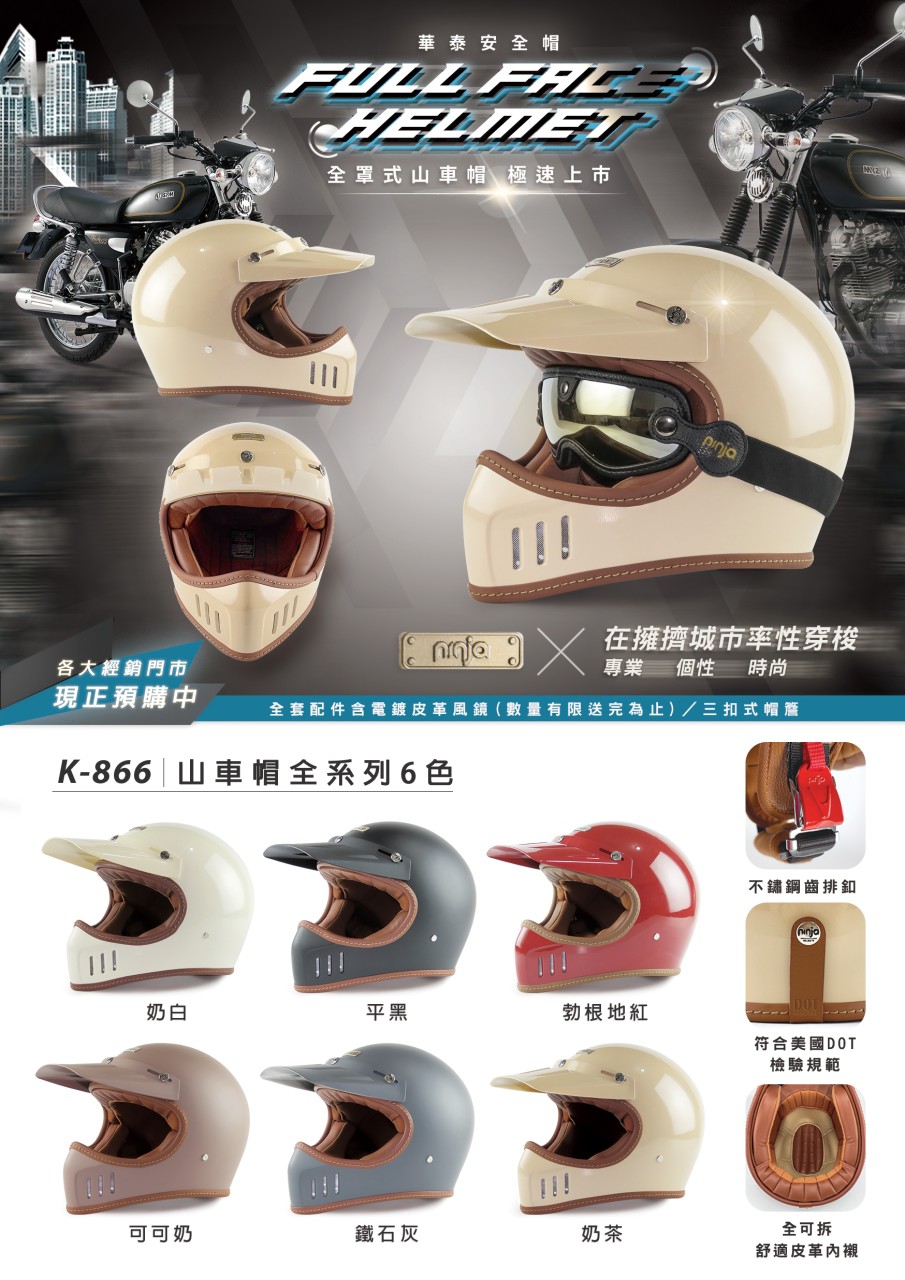 華泰安全帽
FULL FACE
HELMET
全罩式山車帽 極速上市
ninja
ninja
在擁擠城市率性穿梭
專業 個性 時尚
各大經銷門市
現正預購中
全套配件含電鍍皮革風鏡(數量有限送完為止)/三扣式帽簷
K-866 | 山車帽全系列6色
不鏽鋼齒排釦
奶白
平黑
勃根地紅
ninja
DOT
符合美國DOT
檢驗規範
可可奶
鐵石灰
奶茶
全可拆
舒適皮革內襯